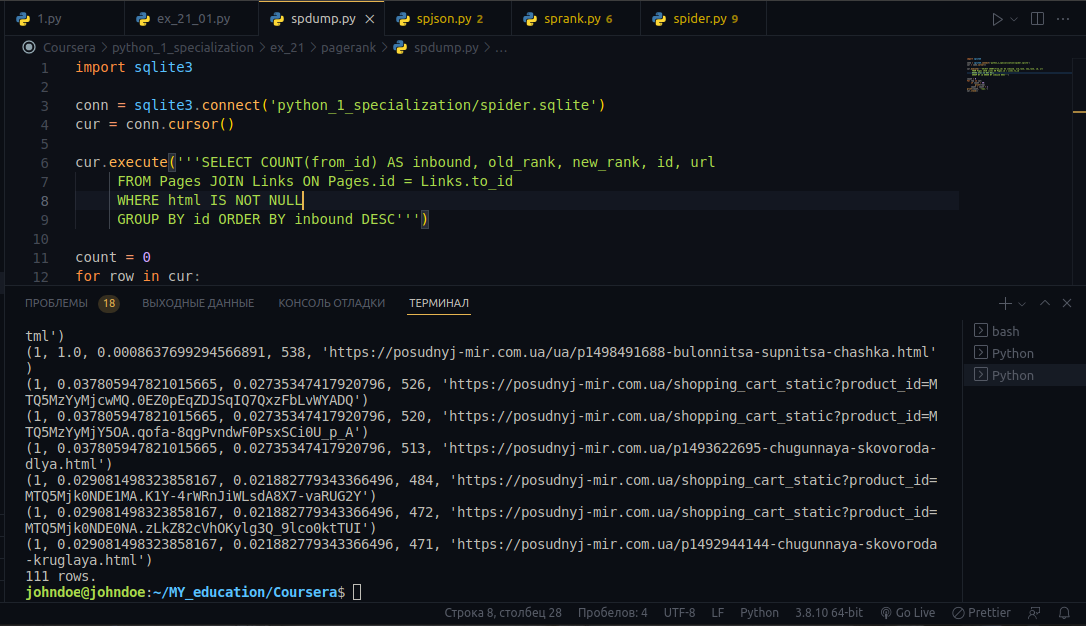 1.py
ex_21_01.py
spdump.py
spjson.py 2
sprank.py 6
spider.py 9
Coursera > python_1_specialization > ex_21 > pagerank > spdump.py > ...
1 import sqlite3
2
3 conn = sqlite3.connect('python_1_specialization/spider.sqlite')
4 cur = conn.cursor()
5
6 cur.execute('''SELECT COUNT(from_id) AS inbound, old_rank, new_rank, id, url
7 FROM Pages JOIN Links ON Pages.id = Links.to_id
8 WHERE html IS NOT NULL
9 GROUP BY id ORDER BY inbound DESC''')
10
11 count = 0
12 for row in cur:
ПРОБЛЕМЫ 18 ВЫХОДНЫЕ ДАННЫЕ КОНСОЛЬ ОТЛАДКИ ТЕРМИНАЛ
tml')
(1, 1.0, 0.0008637699294566891, 538, 'https://posudnyj-mir.com.ua/ua/p1498491688-bulonnitsa-supnitsa-chashka.html'
)
(1, 0.037805947821015665, 0.02735347417920796, 526, 'https://posudnyj-mir.com.ua/shopping_cart_static?product_id=M
TQ5MzYyMjcwMQ.0EZ0pEqZDJSqIQ7QxzFbLvWYADQ')
(1, 0.037805947821015665, 0.02735347417920796, 520, 'https://posudnyj-mir.com.ua/shopping_cart_static?product_id=M
TQ5MzYyMjY5OA.qofa-8qgPvndwF0PsxSCi0U_p_A')
(1, 0.037805947821015665, 0.02735347417920796, 513, 'https://posudnyj-mir.com.ua/p1493622695-chugunnaya-skovoroda-
dlya.html')
(1, 0.029081498323858167, 0.021882779343366496, 484, 'https://posudnyj-mir.com.ua/shopping_cart_static?product_id=
MTQ5Mjk0NDE1MA.K1Y-4rWRnJiWLsdA8X7-vaRUG2Y')
(1, 0.029081498323858167, 0.021882779343366496, 472, 'https://posudnyj-mir.com.ua/shopping_cart_static?product_id=
MTQ5Mjk0NDE0NA.zLkZ82cVhOKylg3Q_9lco0ktTUI')
(1, 0.029081498323858167, 0.021882779343366496, 471, 'https://posudnyj-mir.com.ua/p1492944144-chugunnaya-skovoroda
-kruglaya.html')
111 rows.
johndoe@johndoe:~/MY_education/Coursera$
bash
Python
Python
Строка 8, столбец 28 Пробелов: 4 UTF-8 LF Python 3.8.10 64-bit Go Live Prettier